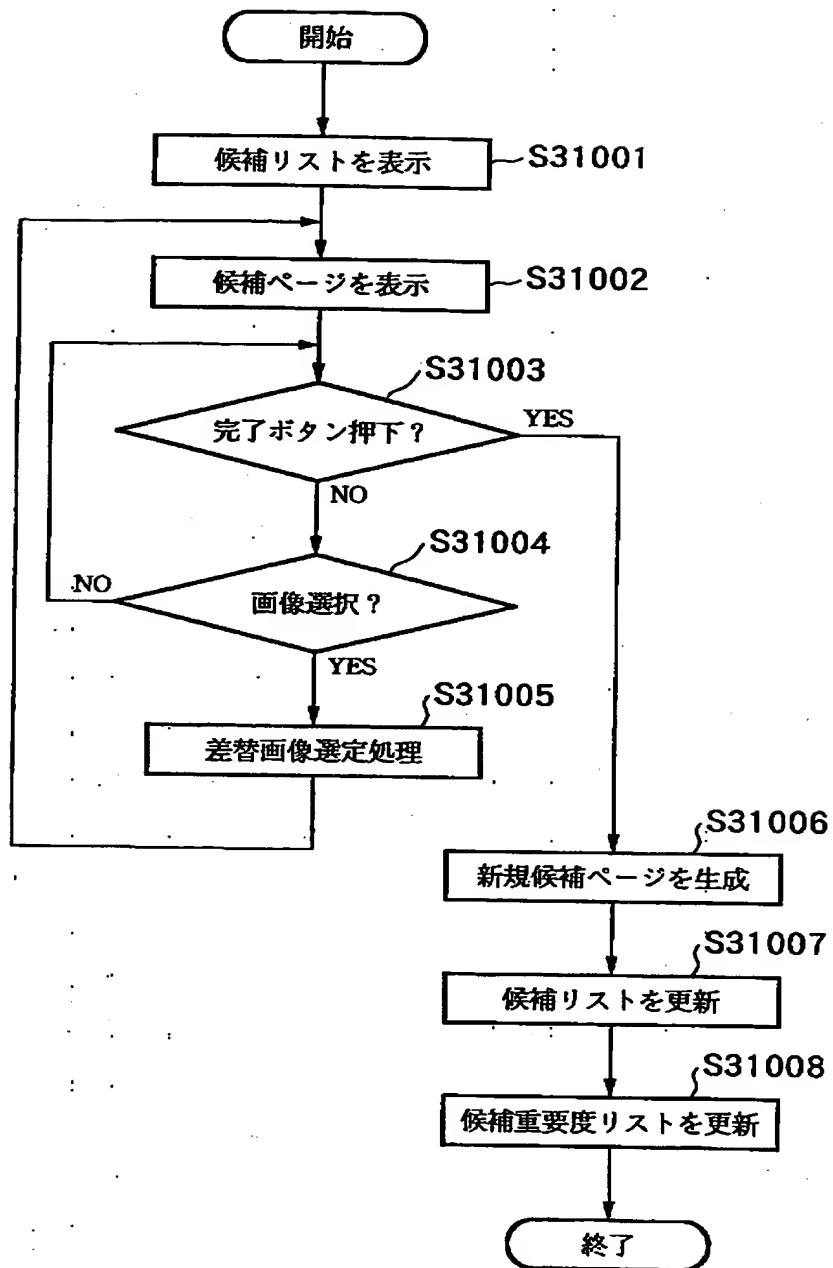 開始
候補リストを表示
S31001
候補ページを表示
S31002
S31003
完了ボタン押下？
YES
NO
S31004
画像選択？
NO
YES
S31005
差替画像選定処理
S31006
新規候補ページを生成
S31007
候補リストを更新
S31008
候補重要度リストを更新
終了